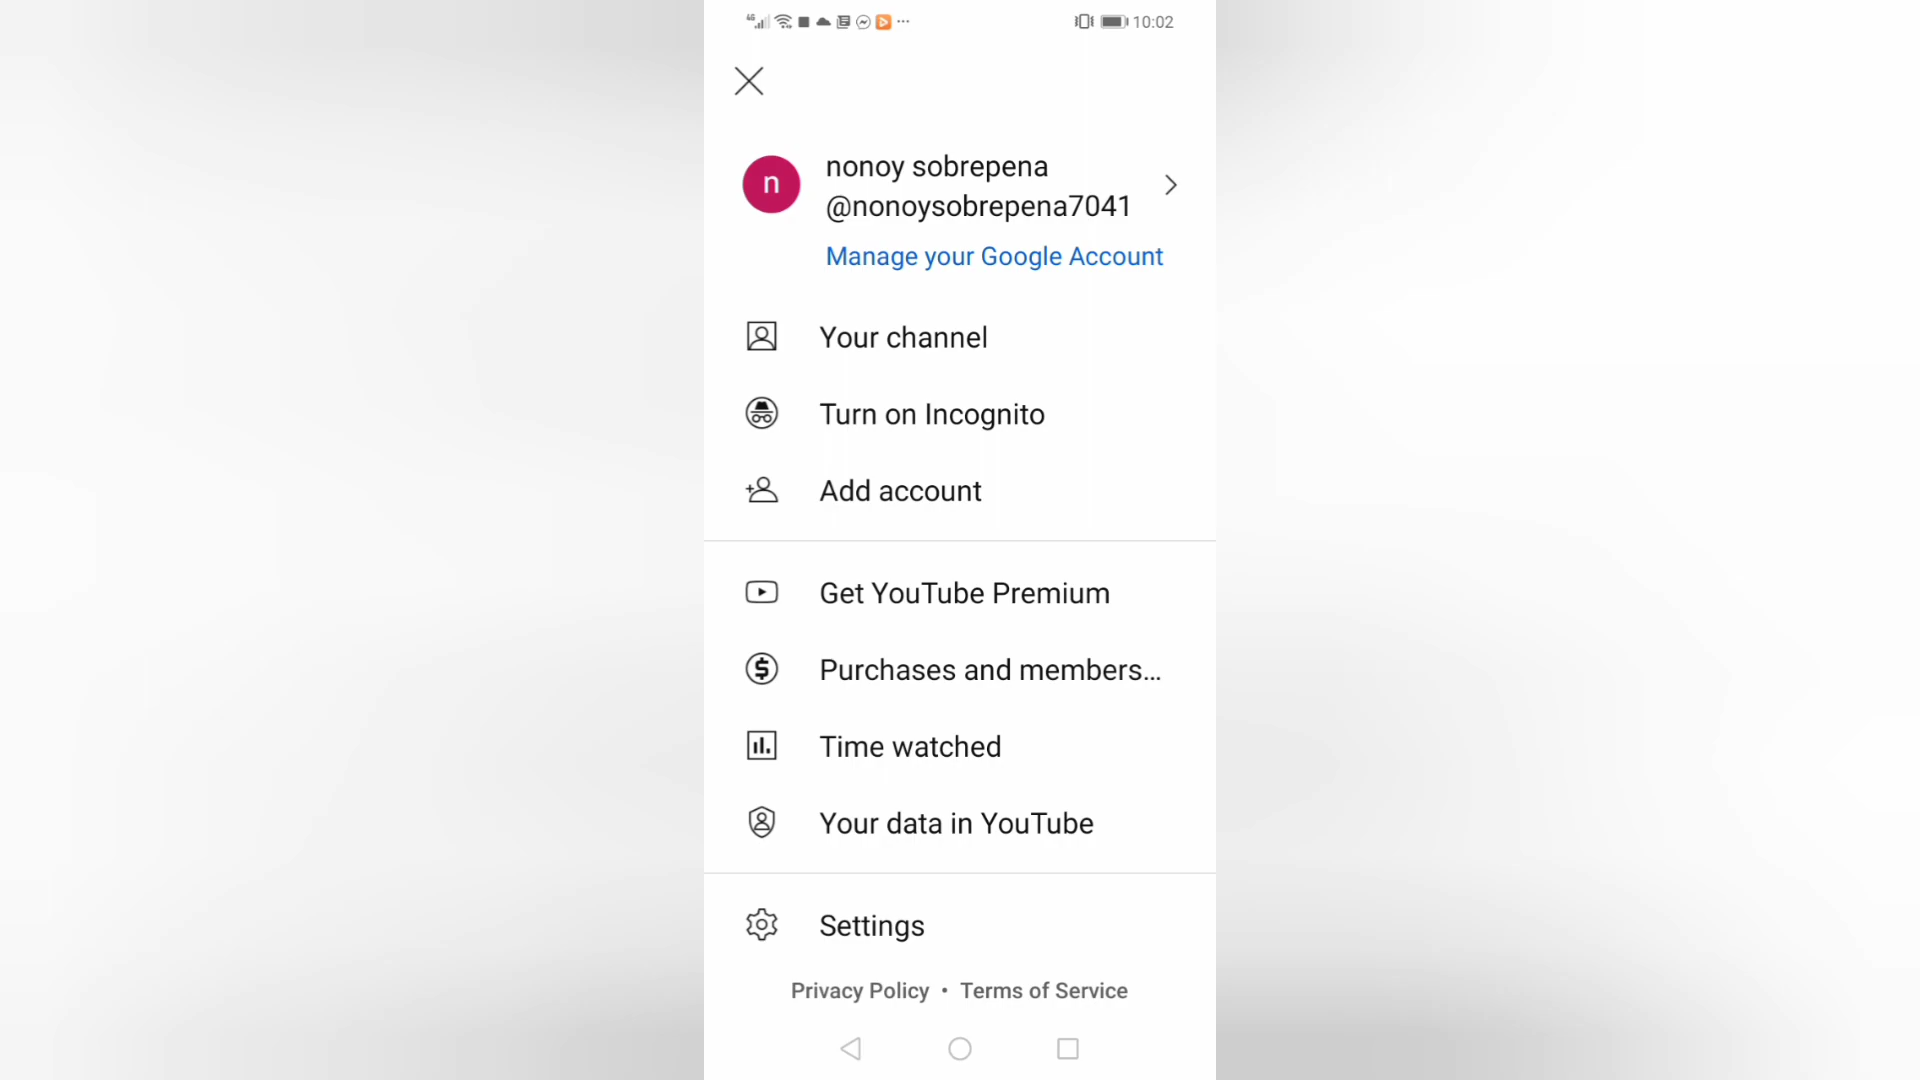 4G 10:02
n
nonoy sobrepena
@nonoysobrepena7041
Manage your Google Account
Your channel
Turn on Incognito
Add account
Get YouTube Premium
Purchases and members...
Time watched
Your data in YouTube
Settings
Privacy Policy • Terms of Service